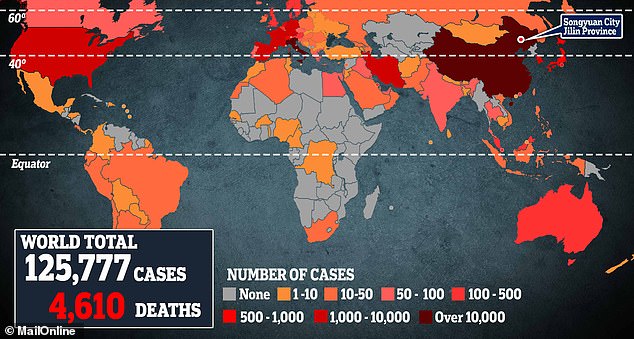 60°
Songyuan City
Jilin Province
40°
Equator
WORLD TOTAL
125,777 CASES
4,610 DEATHS
NUMBER OF CASES
None 1-10 10-50 50 - 100 100 - 500
500 - 1,000 1,000 - 10,000 Over 10,000
© MailOnline